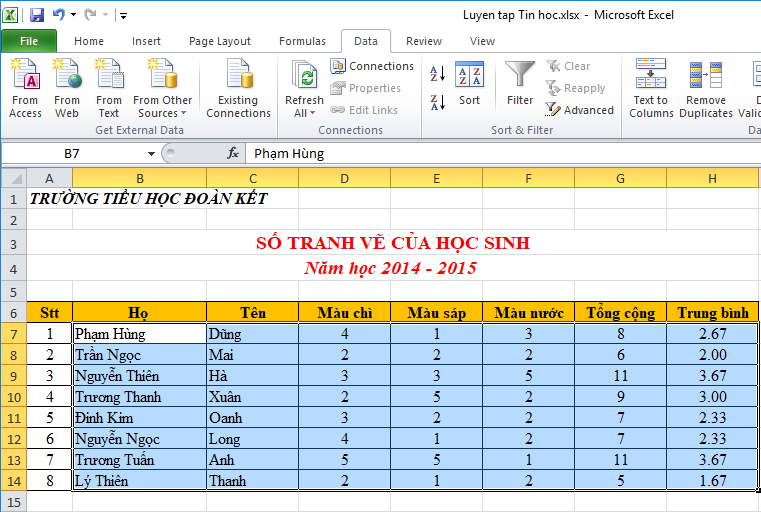 Luyen tap Tin hoc.xlsx - Microsoft Excel
File Home Insert Page Layout Formulas Data Review View
From Access
From Web
From Text
From Other Sources
Existing Connections
Get External Data
Refresh All
Connections
Properties
Edit Links
Connections
Sort
Filter
Clear
Reapply
Advanced
Sort & Filter
Text to Columns
Remove Duplicates
B7 fx Phạm Hùng
A B C D E F G H
1 TRƯỜNG TIỂU HỌC ĐOÀN KẾT
2
3 SỐ TRANH VẼ CỦA HỌC SINH
4 Năm học 2014 - 2015
5
6 Stt Họ Tên Màu chì Màu sáp Màu nước Tổng cộng Trung bình
7 1 Phạm Hùng Dũng 4 1 3 8 2.67
8 2 Trần Ngọc Mai 2 2 2 6 2.00
9 3 Nguyễn Thiên Hà 3 3 5 11 3.67
10 4 Trương Thanh Xuân 2 5 2 9 3.00
11 5 Đinh Kim Oanh 3 2 2 7 2.33
12 6 Nguyễn Ngọc Long 4 1 2 7 2.33
13 7 Trương Tuấn Anh 5 5 1 11 3.67
14 8 Lý Thiên Thanh 2 1 2 5 1.67
15